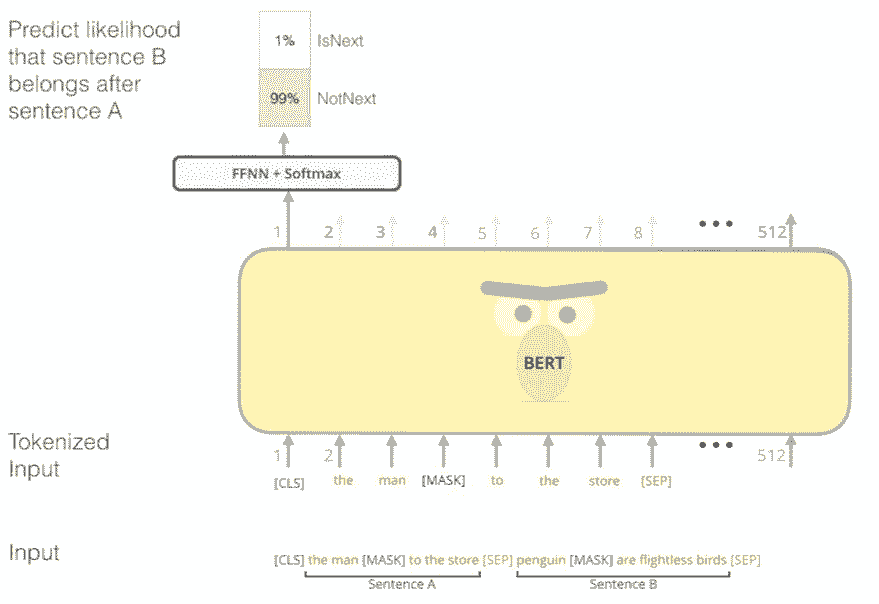 Predict likelihood
that sentence B
belongs after
sentence A
1% IsNext
99% NotNext
FFNN + Softmax
1 2 3 4 5 6 7 8 ••• 512
BERT
Tokenized
Input
1 2 ••• 512
[CLS] the man [MASK] to the store [SEP]
Input
[CLS] the man [MASK] to the store [SEP] penguin [MASK] are flightless birds [SEP]
Sentence A Sentence B